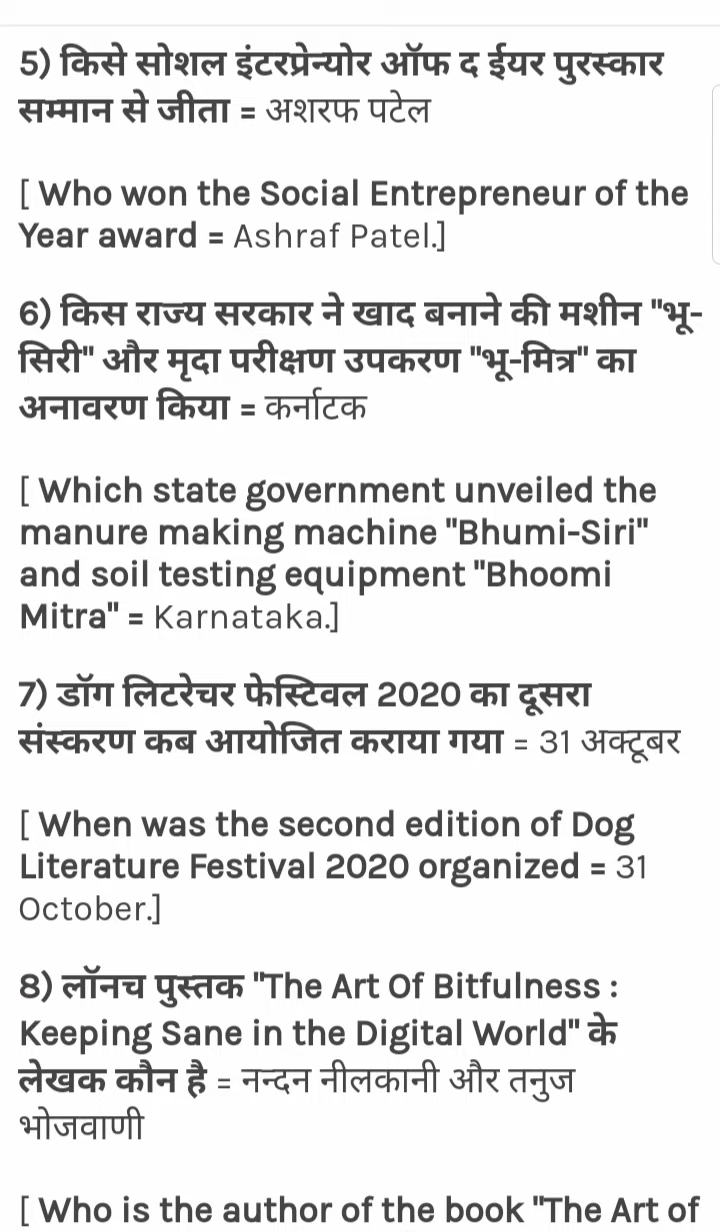 5) किसे सोशल इंटरप्रेन्योर ऑफ द ईयर पुरस्कार
सम्मान से जीता = अशरफ पटेल
[ Who won the Social Entrepreneur of the
Year award = Ashraf Patel.]
6) किस राज्य सरकार ने खाद बनाने की मशीन "भू-
सिरी" और मृदा परीक्षण उपकरण "भू-मित्र" का
अनावरण किया = कर्नाटक
[ Which state government unveiled the
manure making machine "Bhumi-Siri"
and soil testing equipment "Bhoomi
Mitra" = Karnataka.]
7) डॉग लिटरेचर फेस्टिवल 2020 का दूसरा
संस्करण कब आयोजित कराया गया = 31 अक्टूबर
[ When was the second edition of Dog
Literature Festival 2020 organized = 31
October.]
8) लॉनच पुस्तक "The Art Of Bitfulness :
Keeping Sane in the Digital World" के
लेखक कौन है = नन्दन नीलकानी और तनुज
भोजवाणी
[ Who is the author of the book "The Art of